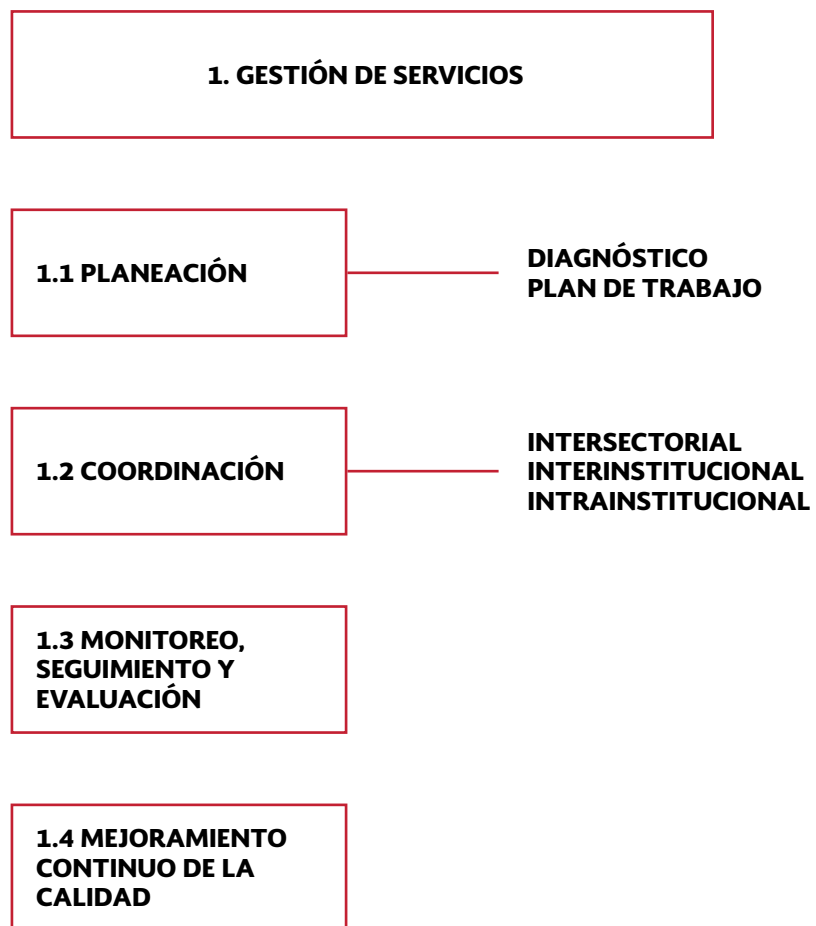 1. GESTIÓN DE SERVICIOS
1.1 PLANEACIÓN
DIAGNÓSTICO
PLAN DE TRABAJO
1.2 COORDINACIÓN
INTERSECTORIAL
INTERINSTITUCIONAL
INTRAINSTITUCIONAL
1.3 MONITOREO,
SEGUIMIENTO Y
EVALUACIÓN
1.4 MEJORAMIENTO
CONTINUO DE LA
CALIDAD